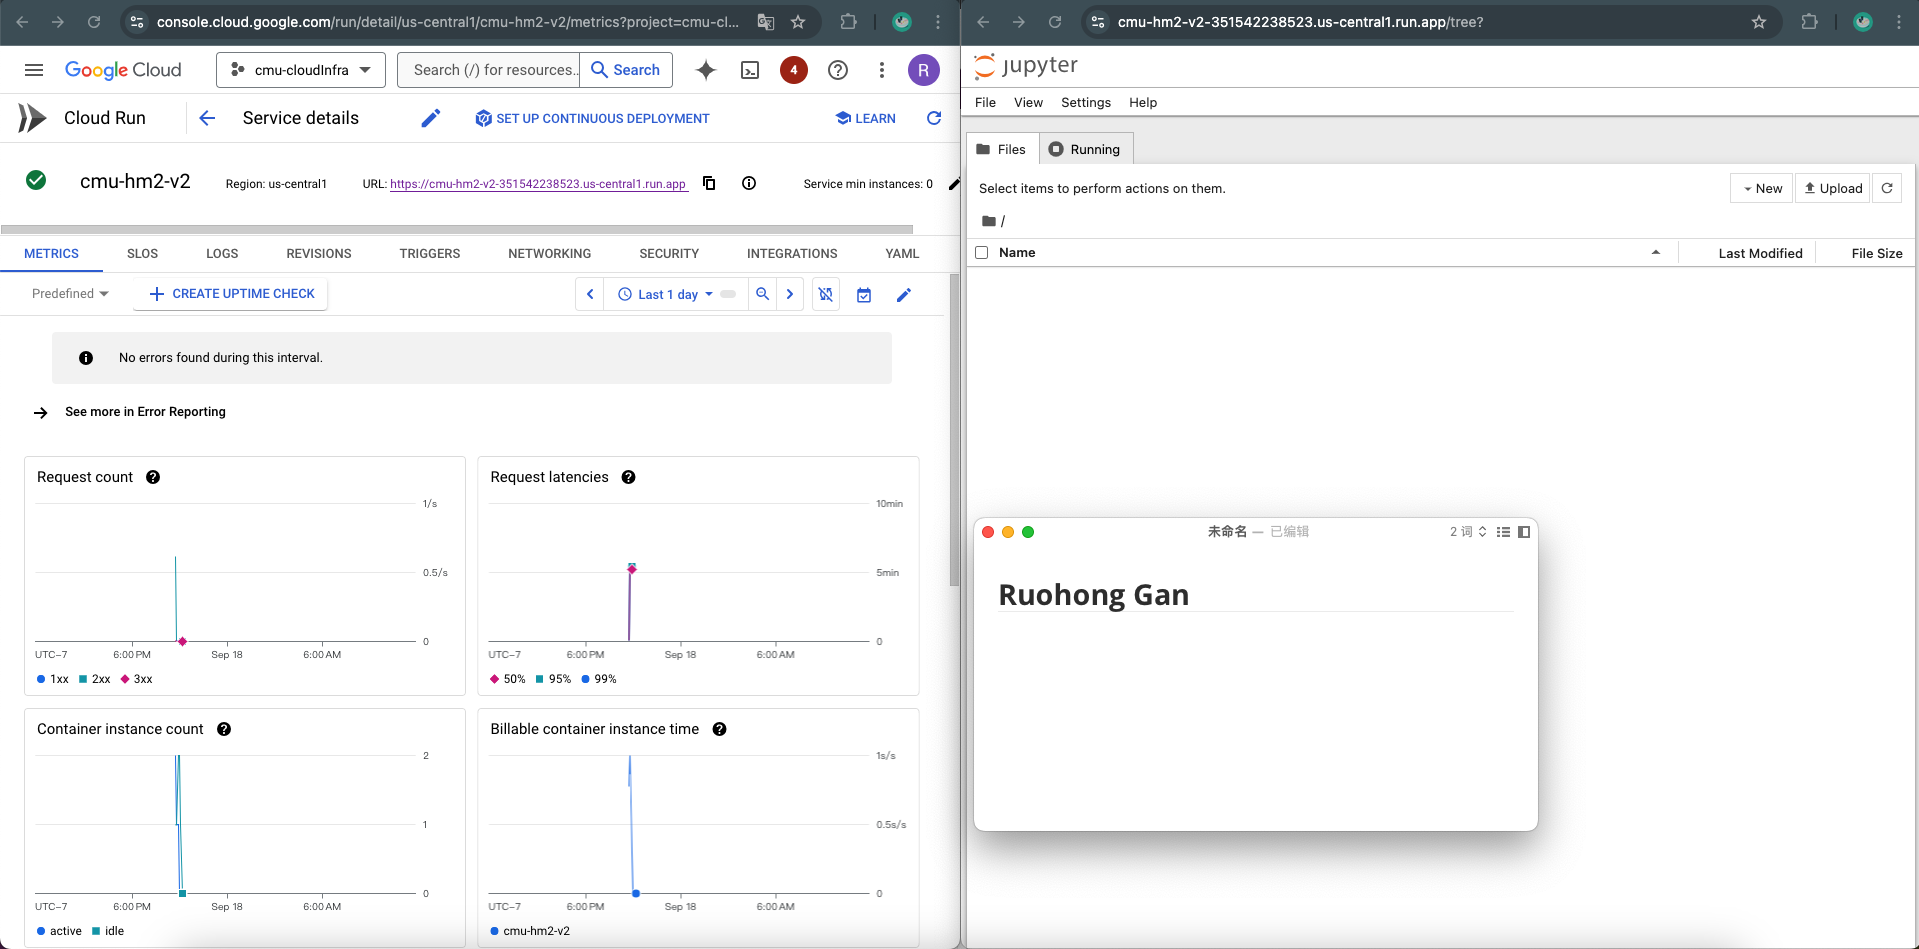 console.cloud.google.com/run/detail/us-central1/cmu-hm2-v2/metrics?project=cmu-cl...
Google Cloud
cmu-cloudInfra
Search (/) for resources...
Search
4
R
Cloud Run
Service details
SET UP CONTINUOUS DEPLOYMENT
LEARN
cmu-hm2-v2
Region: us-central1
URL: https://cmu-hm2-v2-351542238523.us-central1.run.app
Service min instances: 0
METRICS
SLOS
LOGS
REVISIONS
TRIGGERS
NETWORKING
SECURITY
INTEGRATIONS
YAML
Predefined
CREATE UPTIME CHECK
Last 1 day
No errors found during this interval.
See more in Error Reporting
Request count
1/s
0.5/s
0
UTC-7 6:00 PM Sep 18 6:00 AM
1xx 2xx 3xx
Request latencies
10min
5min
0
UTC-7 6:00 PM Sep 18 6:00 AM
50% 95% 99%
Container instance count
2
1
0
UTC-7 6:00 PM Sep 18 6:00 AM
active idle
Billable container instance time
1s/s
0.5s/s
0
UTC-7 6:00 PM Sep 18 6:00 AM
cmu-hm2-v2
cmu-hm2-v2-351542238523.us-central1.run.app/tree?
jupyter
File View Settings Help
Files
Running
Select items to perform actions on them.
New
Upload
/
Name
Last Modified
File Size
未命名 — 已编辑
2 词
Ruohong Gan